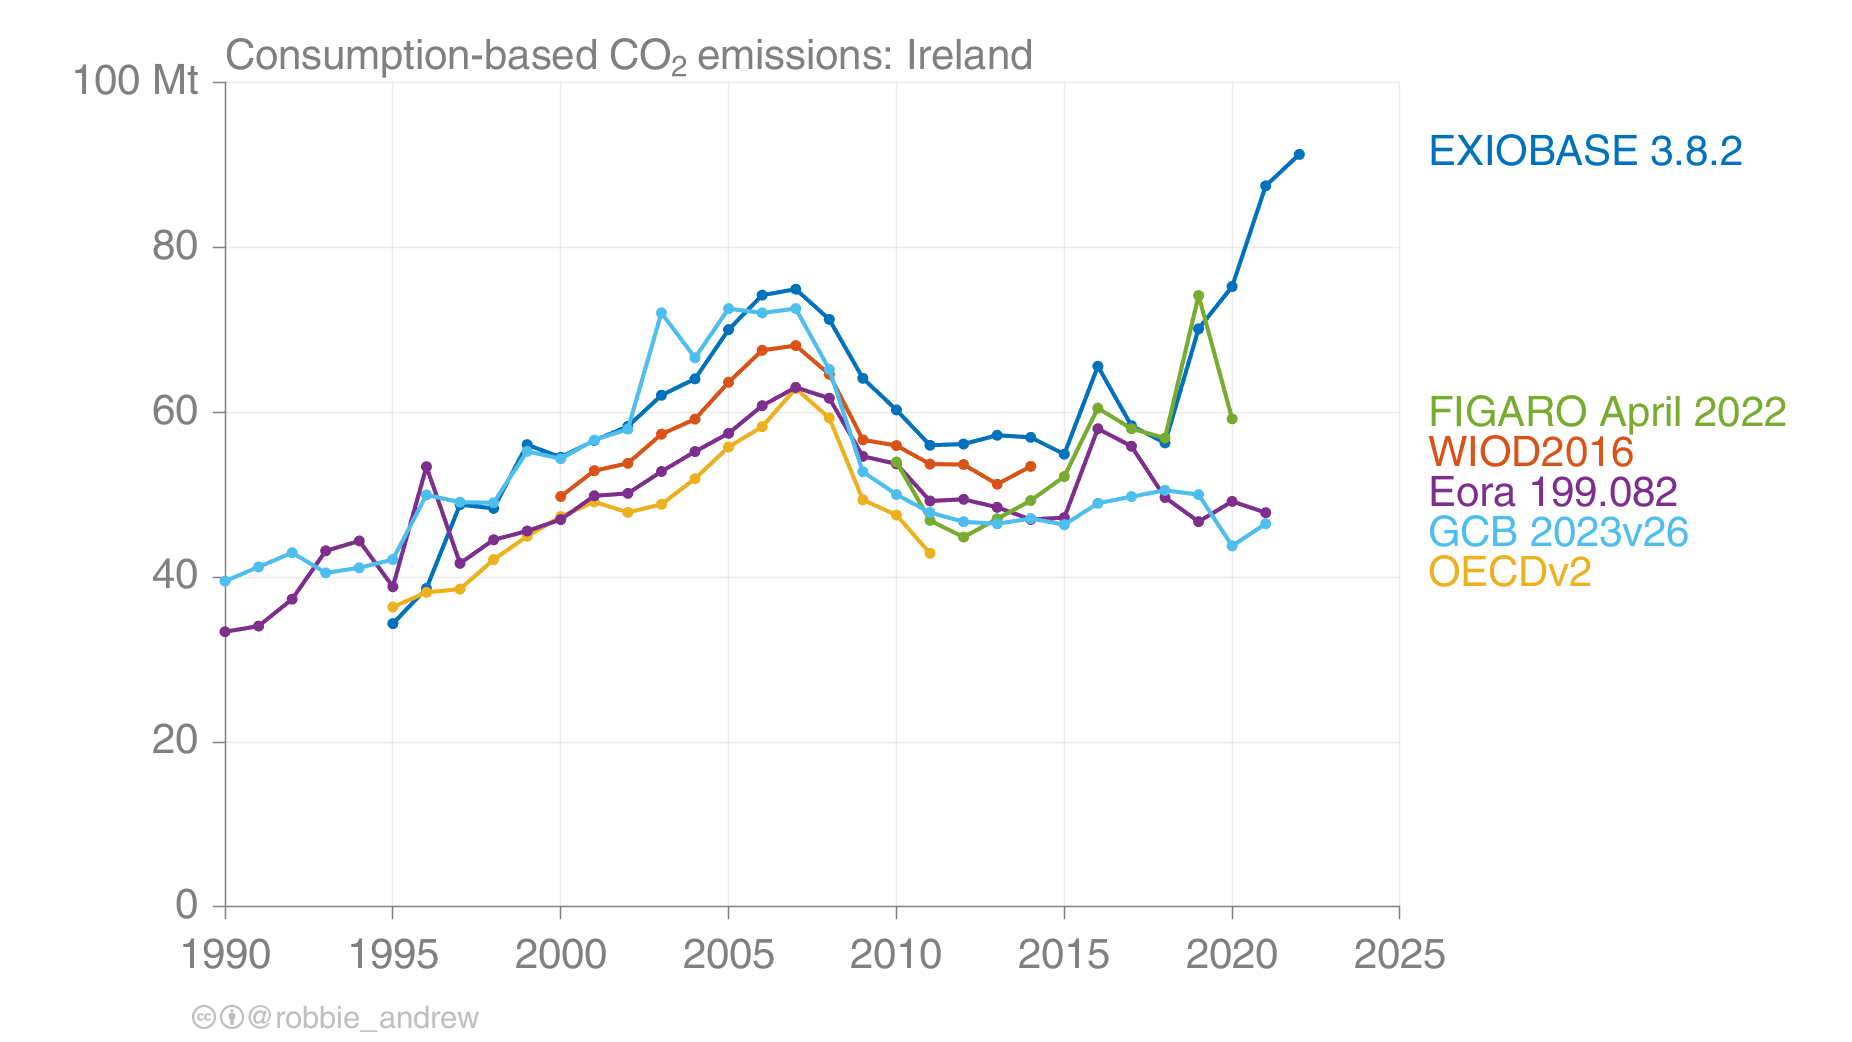 Consumption-based CO₂ emissions: Ireland
100 Mt
80
60
40
20
0
1990 1995 2000 2005 2010 2015 2020 2025
EXIOBASE 3.8.2
FIGARO April 2022
WIOD2016
Eora 199.082
GCB 2023v26
OECDv2
cc @robbie_andrew